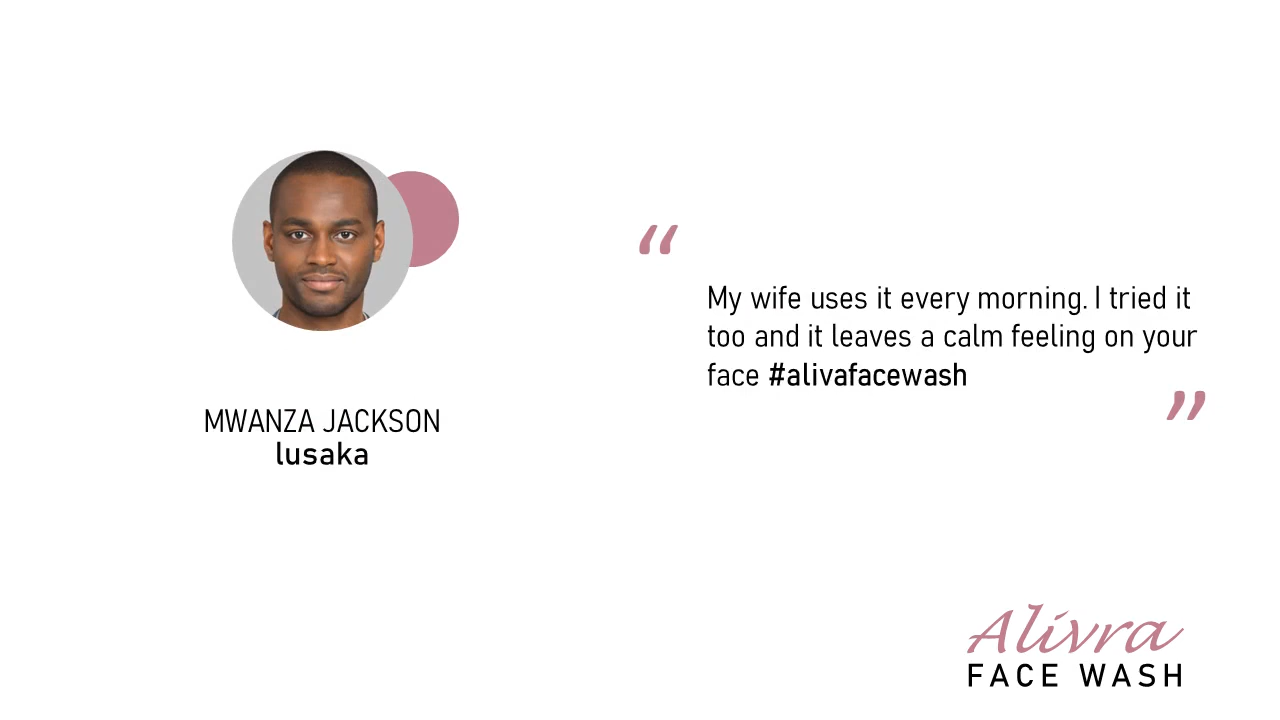 “
My wife uses it every morning. I tried it
too and it leaves a calm feeling on your
face #alivafacewash
”
MWANZA JACKSON
lusaka
Alivra
FACE WASH